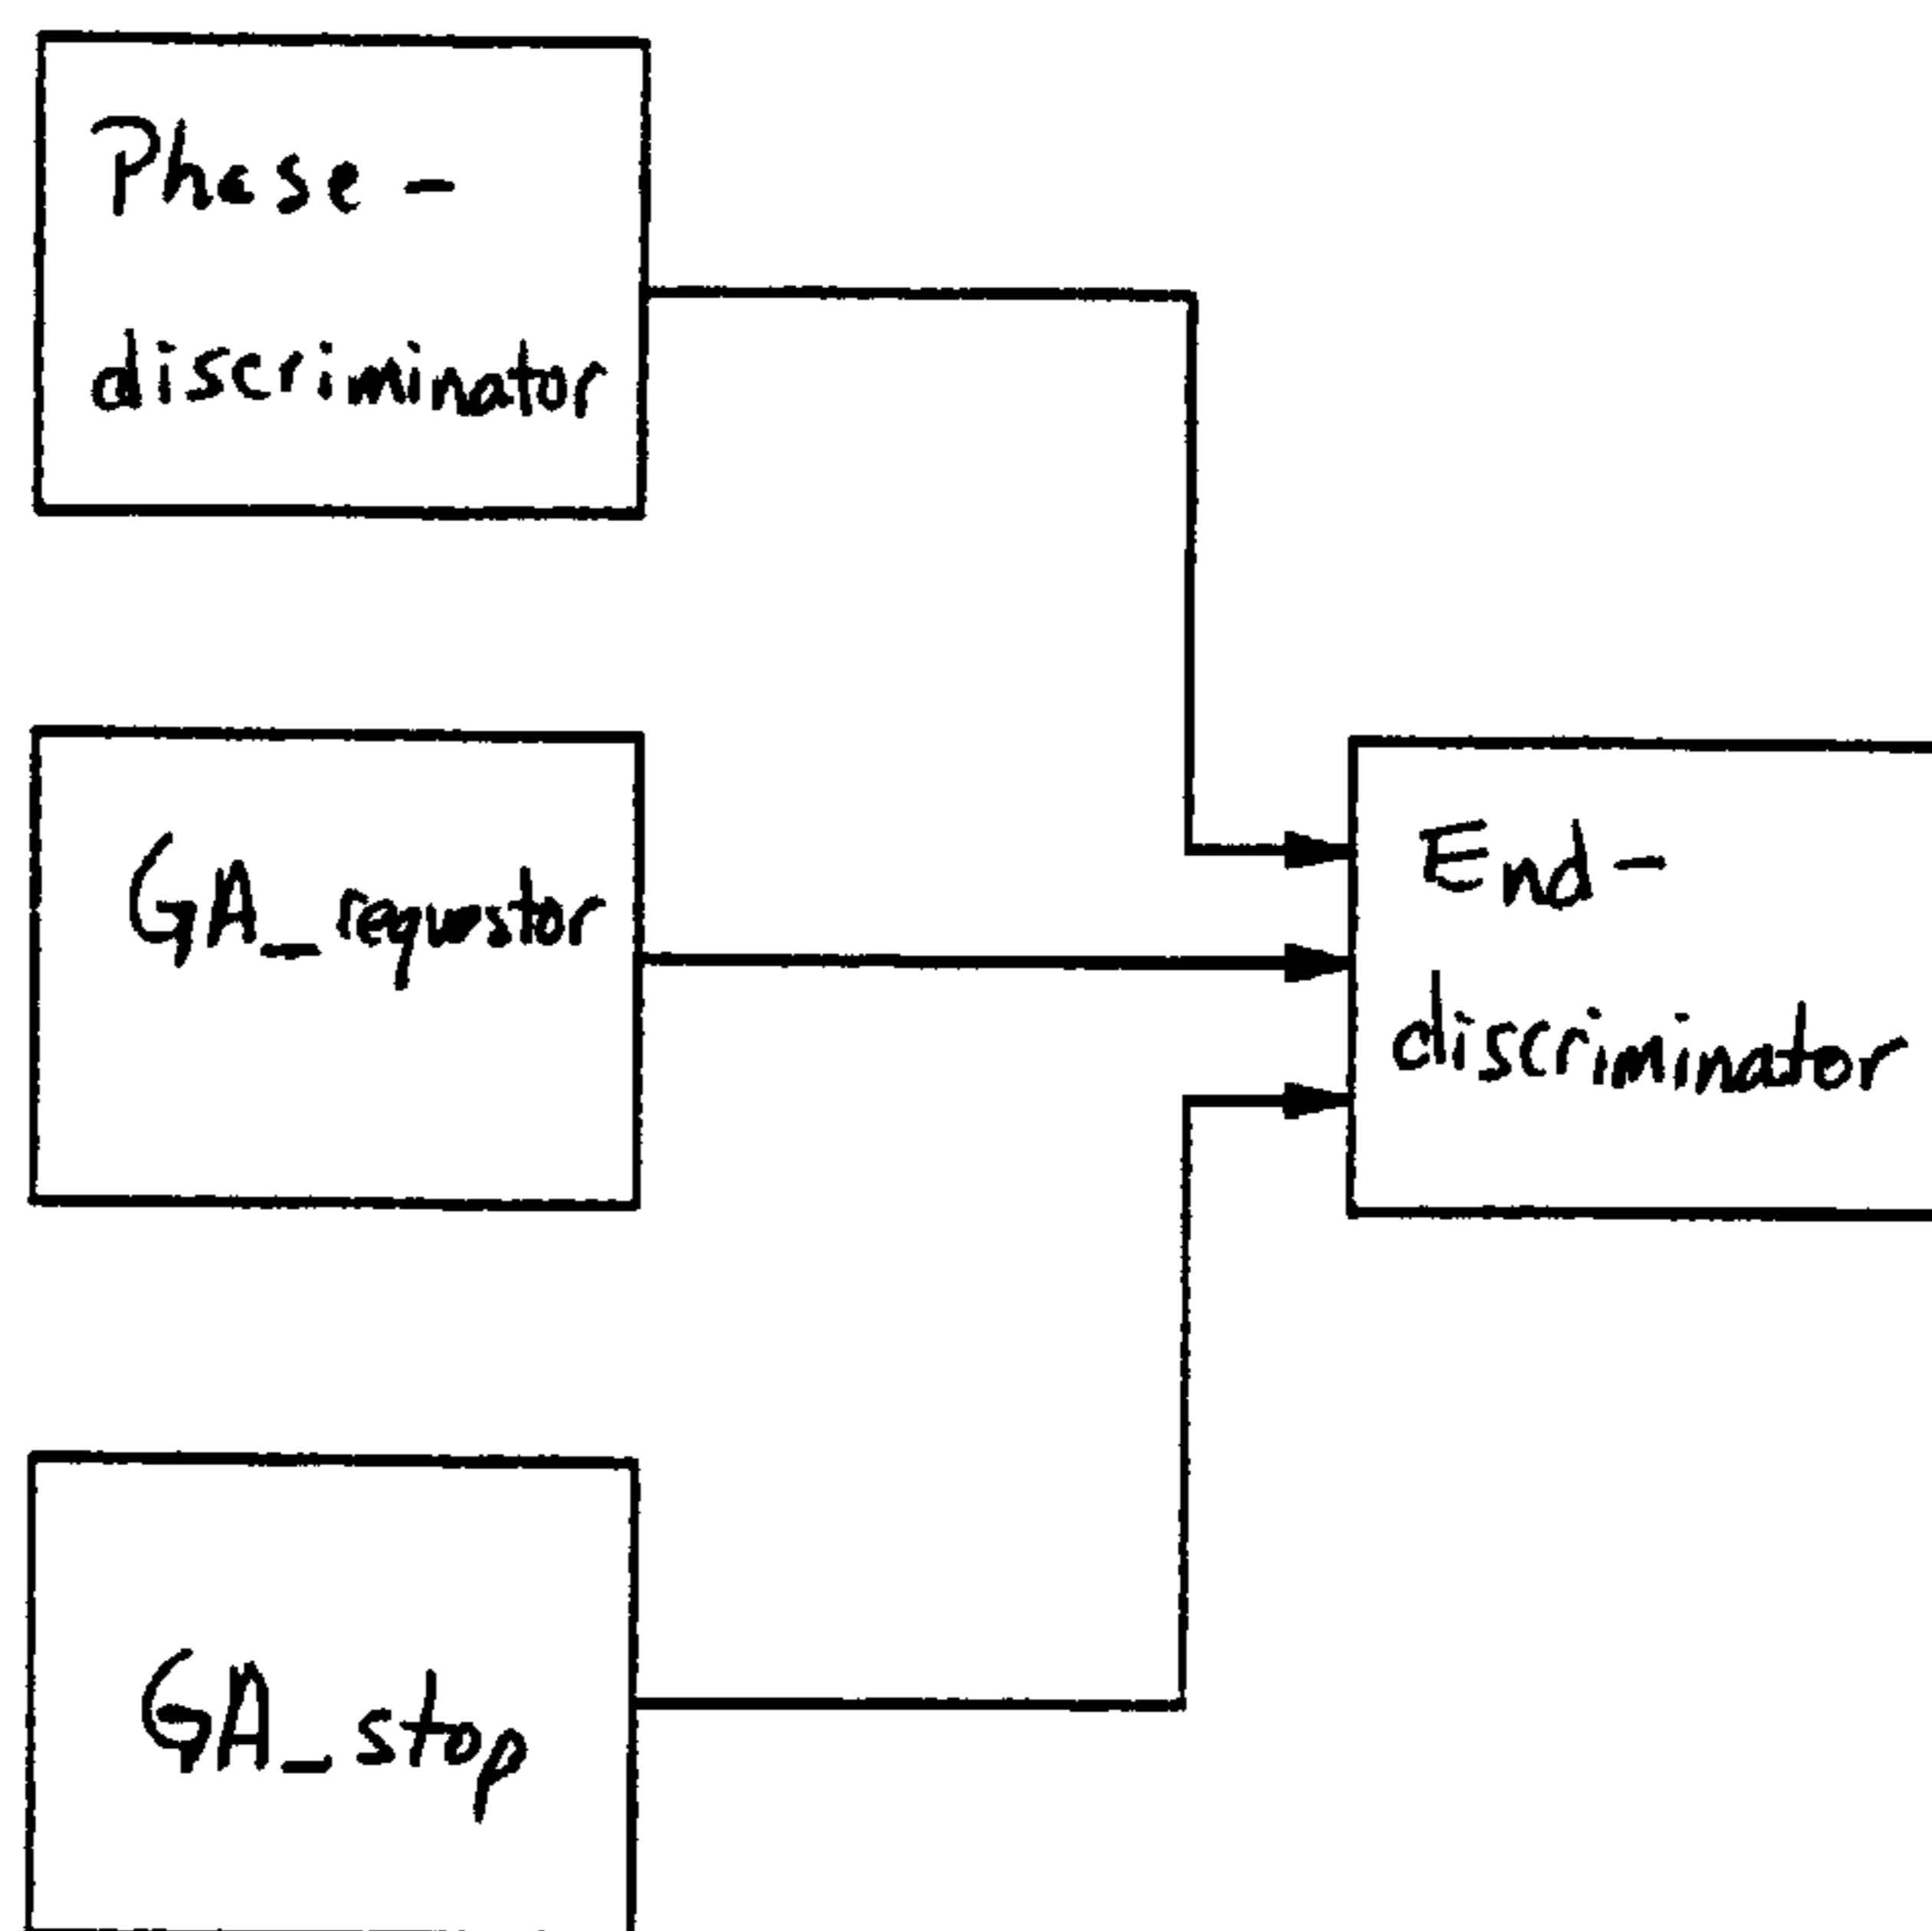 Phase-
discriminator
GA_requestor
End-
discriminator
GA_stop